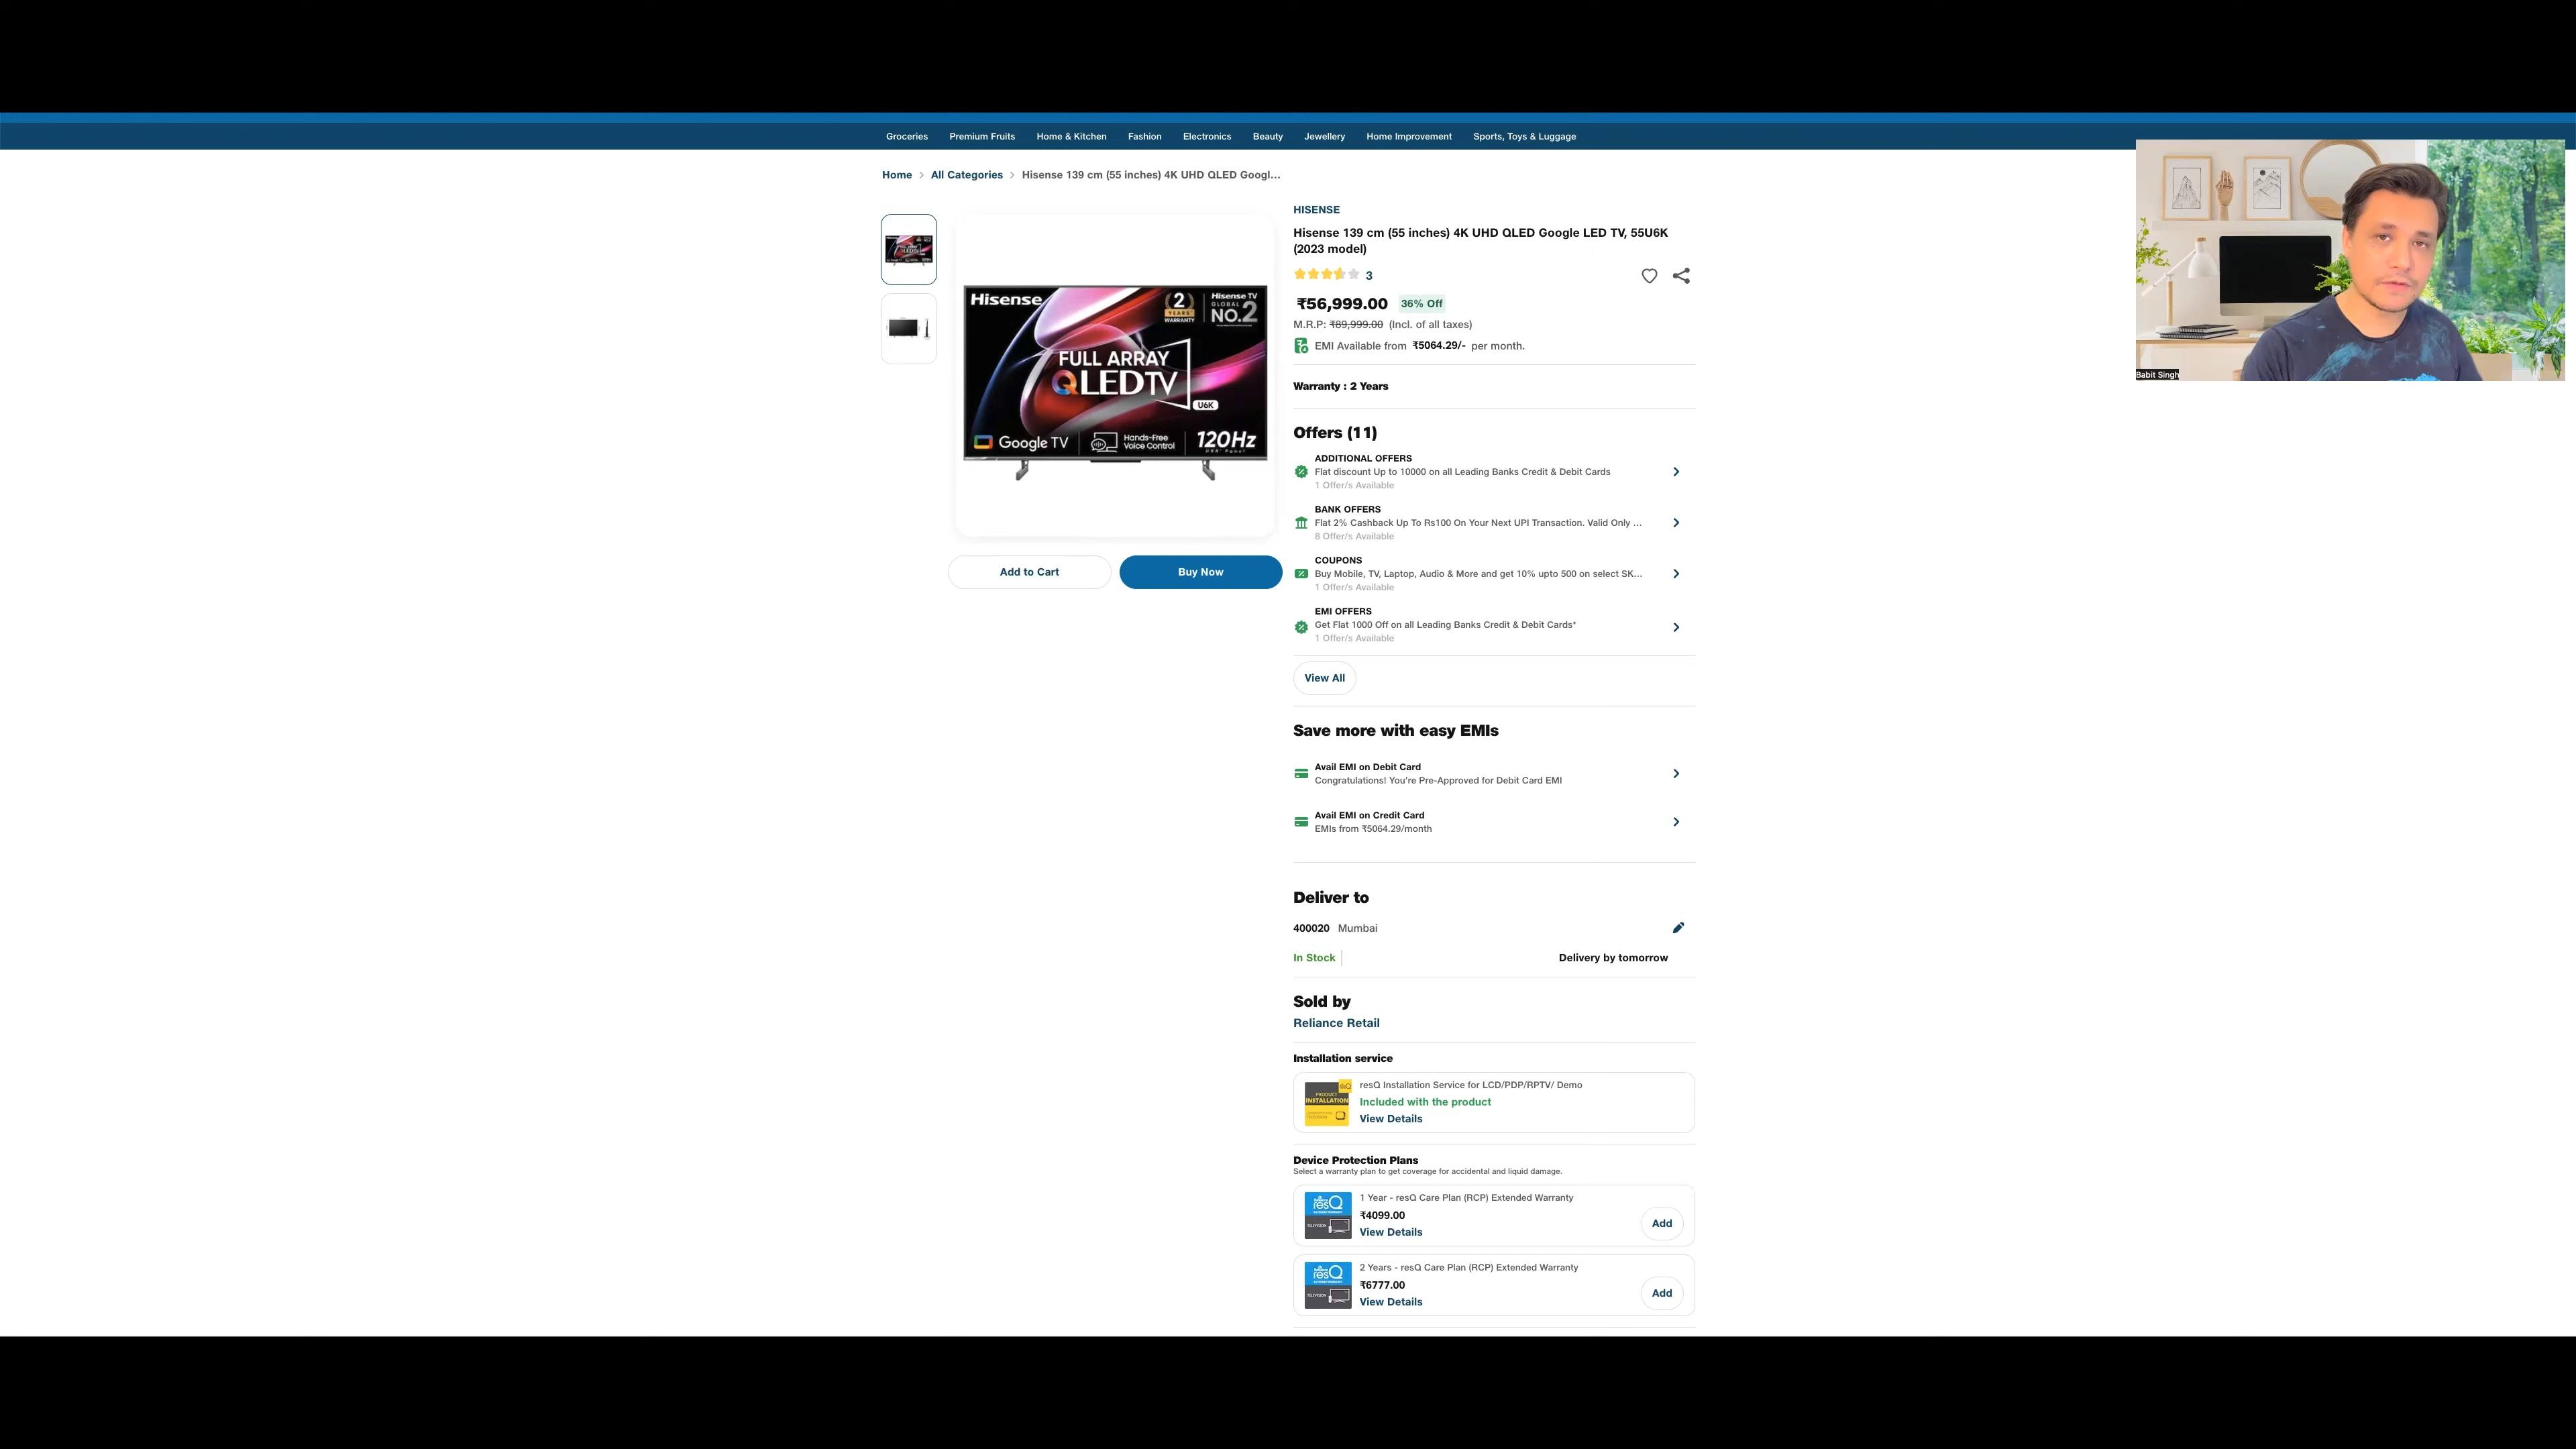 Groceries Premium Fruits Home & Kitchen Fashion Electronics Beauty Jewellery Home Improvement Sports, Toys & Luggage
Home > All Categories > Hisense 139 cm (55 inches) 4K UHD QLED Googl...
Hisense
2
YEARS
WARRANTY
Hisense TV
GLOBAL
NO.2
FULL ARRAY
QLEDTV
U6K
Google TV
Hands-Free
Voice Control
120Hz
Add to Cart
Buy Now
HISENSE
Hisense 139 cm (55 inches) 4K UHD QLED Google LED TV, 55U6K
(2023 model)
3
₹56,999.00 36% Off
M.R.P: ₹89,999.00 (Incl. of all taxes)
EMI Available from ₹5064.29/- per month.
Warranty : 2 Years
Offers (11)
ADDITIONAL OFFERS
Flat discount Up to 10000 on all Leading Banks Credit & Debit Cards
1 Offer/s Available
BANK OFFERS
Flat 2% Cashback Up To Rs100 On Your Next UPI Transaction. Valid Only ...
8 Offer/s Available
COUPONS
Buy Mobile, TV, Laptop, Audio & More and get 10% upto 500 on select SK...
1 Offer/s Available
EMI OFFERS
Get Flat 1000 Off on all Leading Banks Credit & Debit Cards*
1 Offer/s Available
View All
Save more with easy EMIs
Avail EMI on Debit Card
Congratulations! You're Pre-Approved for Debit Card EMI
Avail EMI on Credit Card
EMIs from ₹5064.29/month
Deliver to
400020 Mumbai
In Stock
Delivery by tomorrow
Sold by
Reliance Retail
Installation service
PRODUCT
INSTALLATION
resQ Installation Service for LCD/PDP/RPTV/ Demo
Included with the product
View Details
Device Protection Plans
Select a warranty plan to get coverage for accidental and liquid damage.
resQ
TELEVISION
1 Year - resQ Care Plan (RCP) Extended Warranty
₹4099.00
View Details
Add
resQ
TELEVISION
2 Years - resQ Care Plan (RCP) Extended Warranty
₹6777.00
View Details
Add
Babit Singh